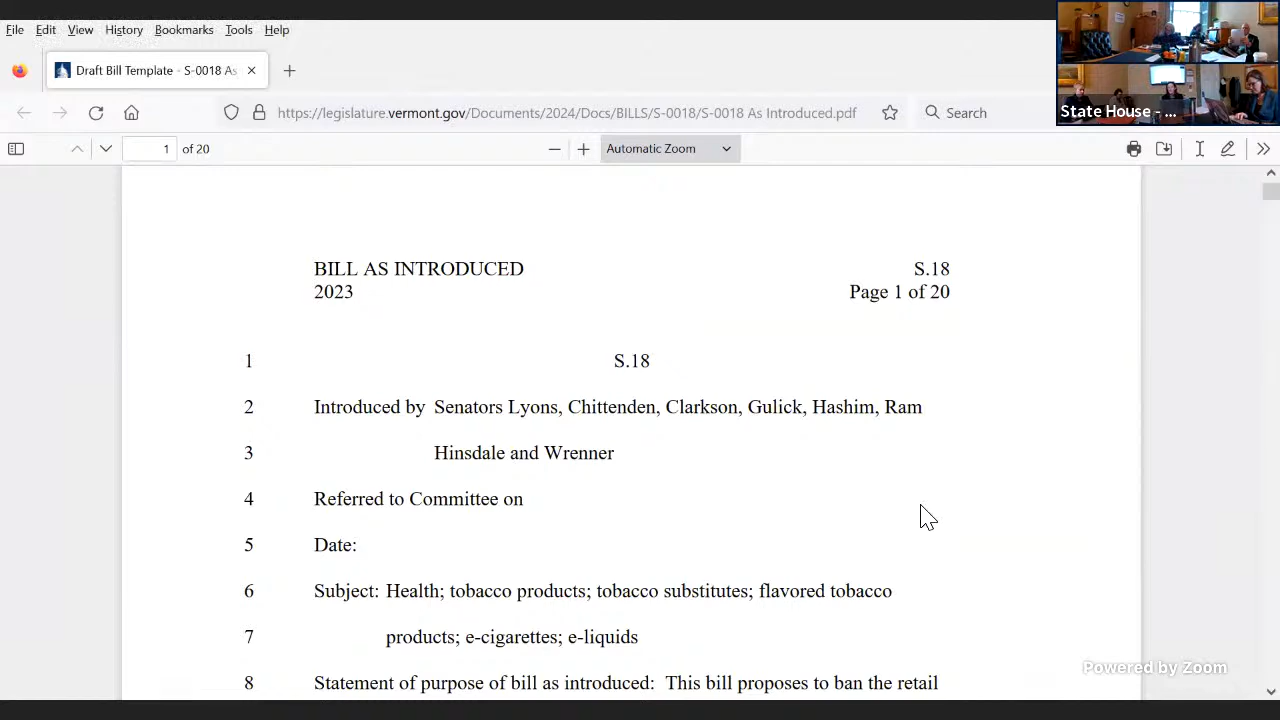 File Edit View History Bookmarks Tools Help
Draft Bill Template - S-0018 As
https://legislature.vermont.gov/Documents/2024/Docs/BILLS/S-0018/S-0018 As Introduced.pdf
Search
State House - ...
1 of 20
Automatic Zoom
BILL AS INTRODUCED S.18
2023 Page 1 of 20
1 S.18
2 Introduced by Senators Lyons, Chittenden, Clarkson, Gulick, Hashim, Ram
3 Hinsdale and Wrenner
4 Referred to Committee on
5 Date:
6 Subject: Health; tobacco products; tobacco substitutes; flavored tobacco
7 products; e-cigarettes; e-liquids
8 Statement of purpose of bill as introduced: This bill proposes to ban the retail
Powered by Zoom